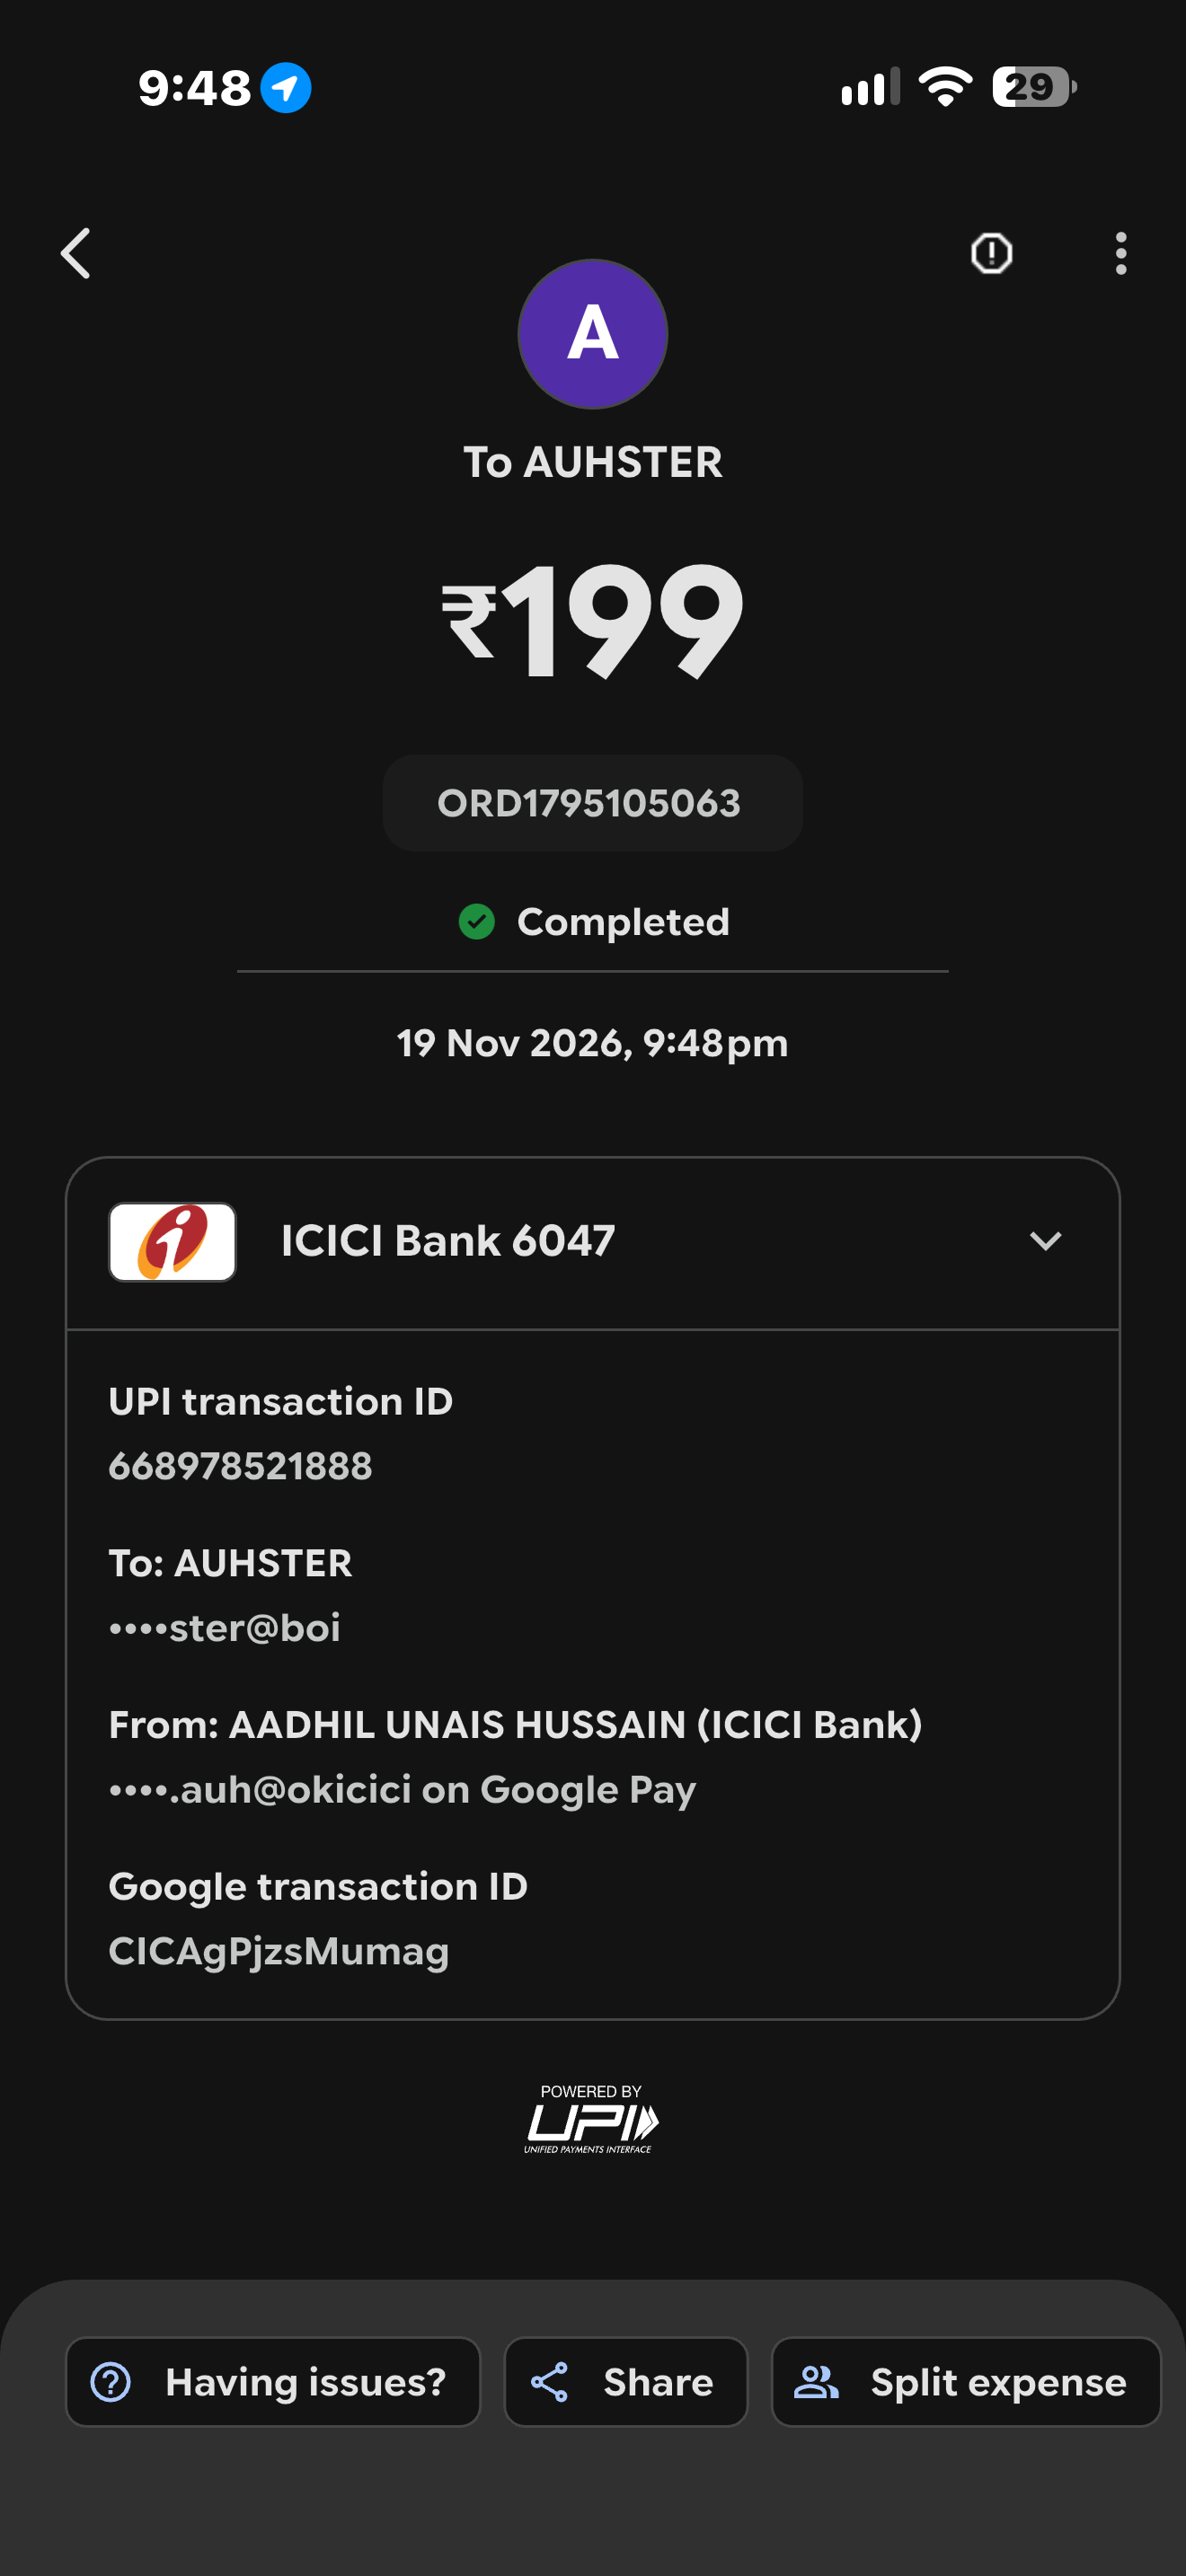 9:48
29
A
To AUHSTER
₹199
ORD1795105063
Completed
19 Nov 2026, 9:48pm
ICICI Bank 6047
UPI transaction ID
668978521888
To: AUHSTER
••••ster@boi
From: AADHIL UNAIS HUSSAIN (ICICI Bank)
••••.auh@okicici on Google Pay
Google transaction ID
CICAgPjzsMumag
POWERED BY
UPI
UNIFIED PAYMENTS INTERFACE
Having issues?
Share
Split expense